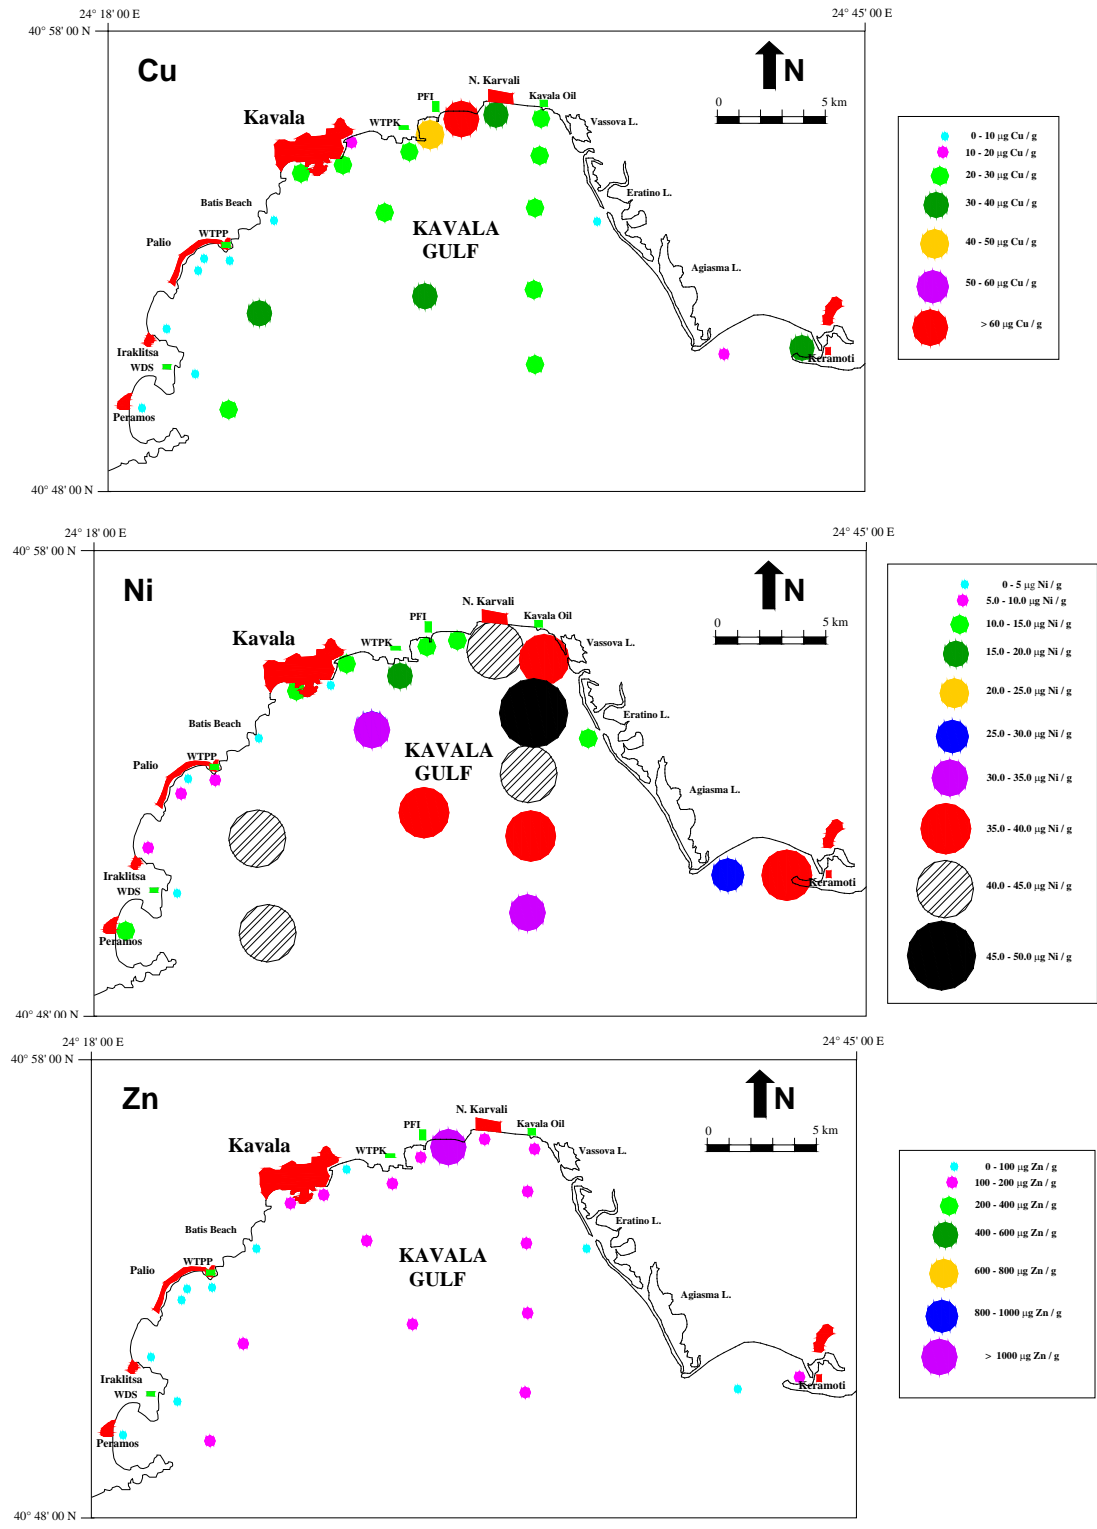 24° 18' 00 E
24° 45' 00 E
40° 58' 00 N
Cu
N
0 5 km
N. Karvali
PFI
Kavala Oil
Kavala
WTPK
Vassova L.
Eratino L.
Batis Beach
KAVALA
GULF
WTPP
Palio
Agiasma L.
Iraklitsa
WDS
Keramoti
Peramos
40° 48' 00 N
0 - 10 µg Cu / g
10 - 20 µg Cu / g
20 - 30 µg Cu / g
30 - 40 µg Cu / g
40 - 50 µg Cu / g
50 - 60 µg Cu / g
> 60 µg Cu / g
24° 18' 00 E
24° 45' 00 E
40° 58' 00 N
Ni
N
0 5 km
N. Karvali
PFI
Kavala Oil
Kavala
WTPK
Vassova L.
Eratino L.
Batis Beach
KAVALA
GULF
WTPP
Palio
Agiasma L.
Iraklitsa
WDS
Keramoti
Peramos
40° 48' 00 N
0 - 5 µg Ni / g
5.0 - 10.0 µg Ni / g
10.0 - 15.0 µg Ni / g
15.0 - 20.0 µg Ni / g
20.0 - 25.0 µg Ni / g
25.0 - 30.0 µg Ni / g
30.0 - 35.0 µg Ni / g
35.0 - 40.0 µg Ni / g
40.0 - 45.0 µg Ni / g
45.0 - 50.0 µg Ni / g
24° 18' 00 E
24° 45' 00 E
40° 58' 00 N
Zn
N
0 5 km
N. Karvali
PFI
Kavala Oil
Kavala
WTPK
Vassova L.
Eratino L.
Batis Beach
KAVALA
GULF
WTPP
Palio
Agiasma L.
Iraklitsa
WDS
Keramoti
Peramos
40° 48' 00 N
0 - 100 µg Zn / g
100 - 200 µg Zn / g
200 - 400 µg Zn / g
400 - 600 µg Zn / g
600 - 800 µg Zn / g
800 - 1000 µg Zn / g
> 1000 µg Zn / g